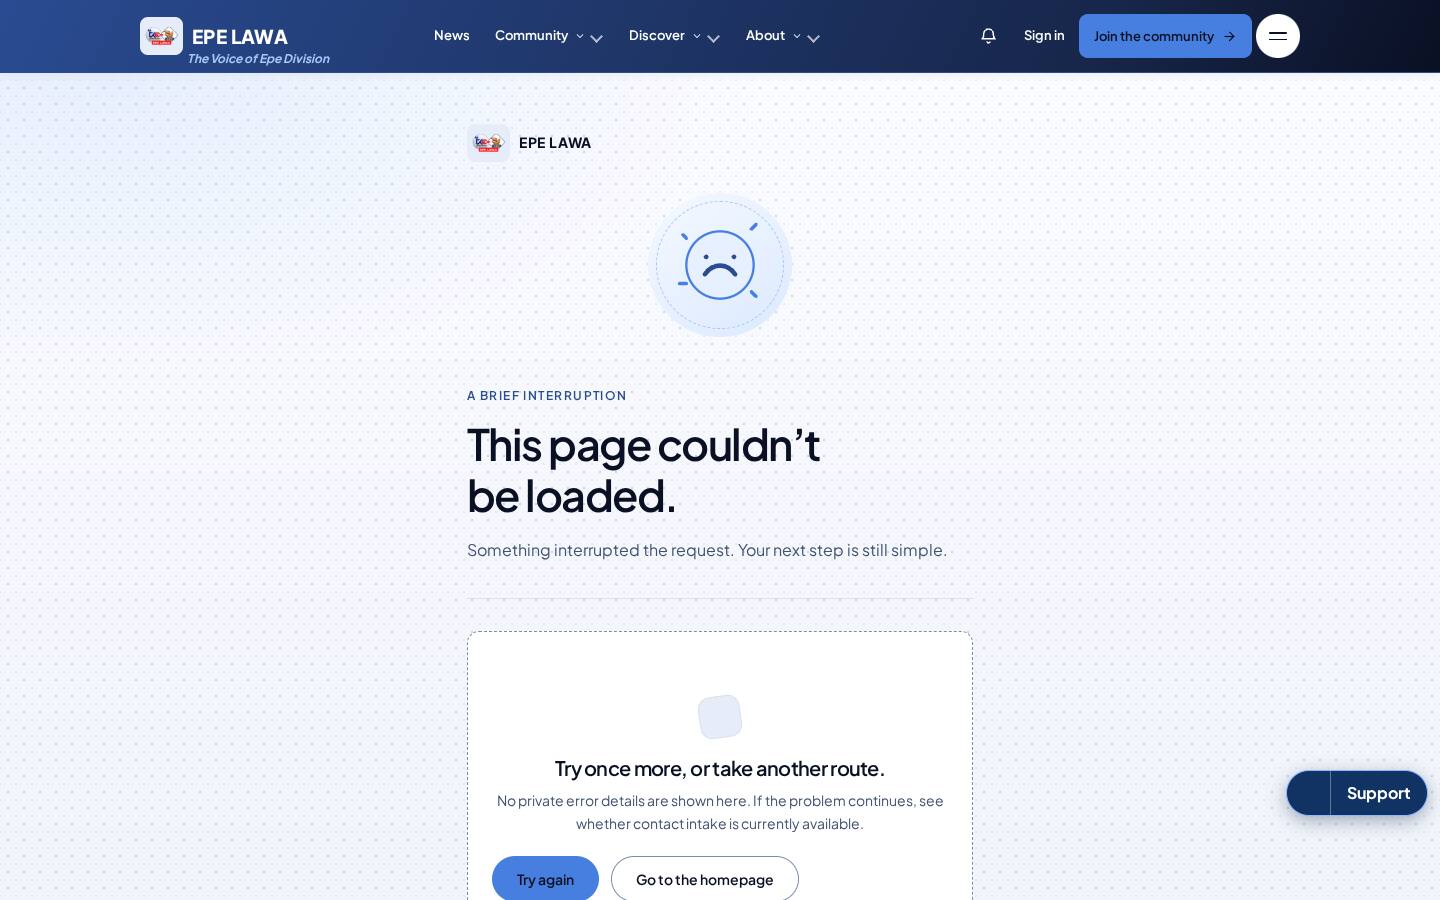 EPE LAWA
The Voice of Epe Division
News
Community
Discover
About
Sign in
Join the community
EPE LAWA
A BRIEF INTERRUPTION
This page couldn’t
be loaded.
Something interrupted the request. Your next step is still simple.
Try once more, or take another route.
No private error details are shown here. If the problem continues, see
whether contact intake is currently available.
Try again
Go to the homepage
Support